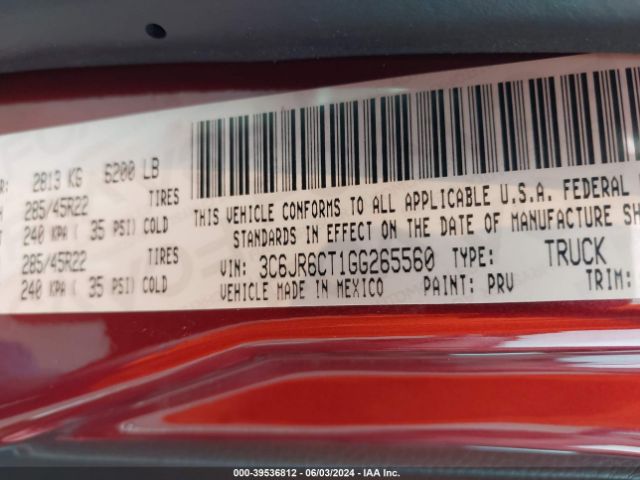 R: 2813 KG 6200 LB
285/45R22 TIRES
240 KPA ( 35 PSI) COLD
285/45R22 TIRES
240 KPA ( 35 PSI) COLD
THIS VEHICLE CONFORMS TO ALL APPLICABLE U.S.A. FEDERAL
STANDARDS IN EFFECT ON THE DATE OF MANUFACTURE SH
VIN: 3C6JR6CT1GG265560 TYPE: TRUCK
VEHICLE MADE IN MEXICO PAINT: PRV TRIM:
000-39536812 / 06/03/2024 - IAA Inc.